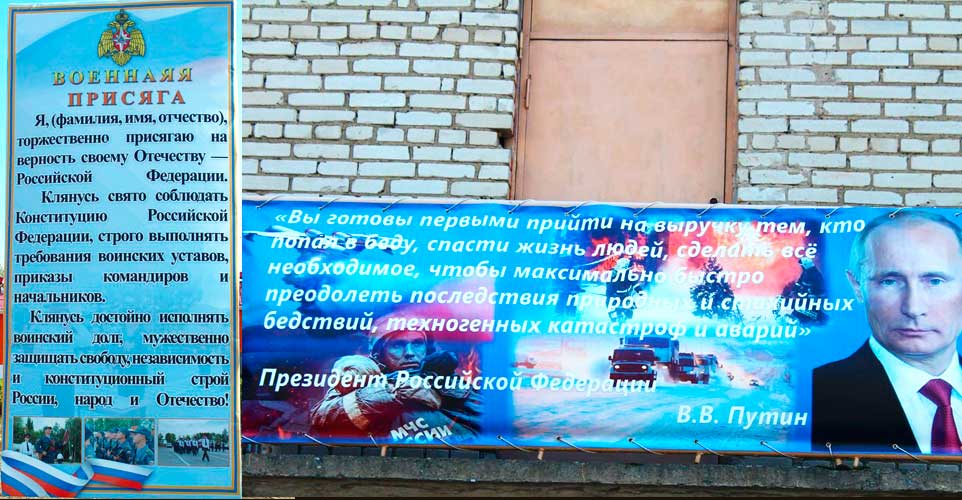 ВОЕННАЯЯ
ПРИСЯГА
Я, (фамилия, имя, отчество),
торжественно присягаю на
верность своему Отечеству —
Российской Федерации.
Клянусь свято соблюдать
Конституцию Российской
Федерации, строго выполнять
требования воинских уставов,
приказы командиров и
начальников.
Клянусь достойно исполнять
воинский долг, мужественно
защищать свободу, независимость
и конституционный строй
России, народ и Отечество!
«Вы готовы первыми прийти на выручку тем, кто
попал в беду, спасти жизнь людей, сделать всё
необходимое, чтобы максимально быстро
преодолеть последствия природных и стихийных
бедствий, техногенных катастроф и аварий»
Президент Российской Федерации
В.В. Путин
МЧС
РОССИИ